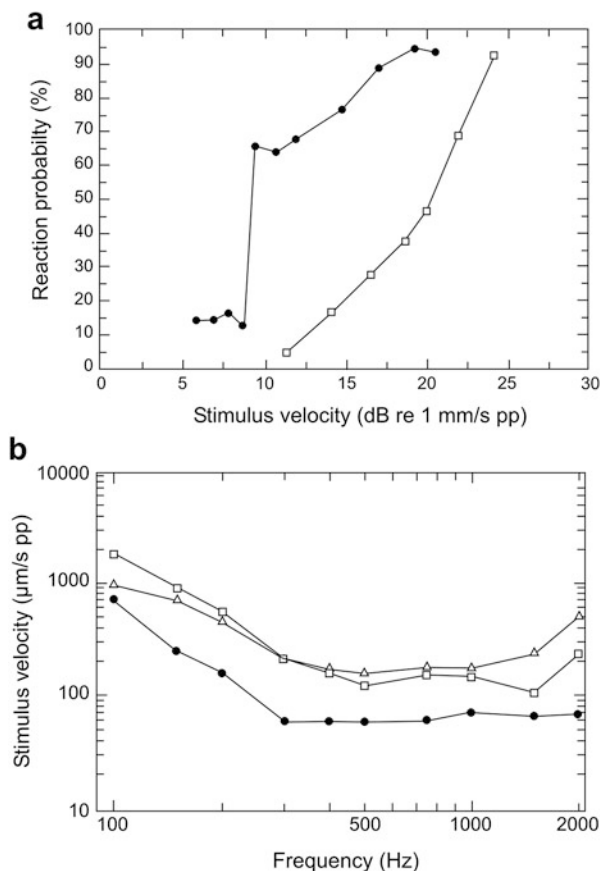 a
100
90
80
70
60
50
40
30
20
10
0
Reaction probabilty (%)
0 5 10 15 20 25 30
Stimulus velocity (dB re 1 mm/s pp)
b
10000
1000
100
10
Stimulus velocity (µm/s pp)
100 500 1000 2000
Frequency (Hz)